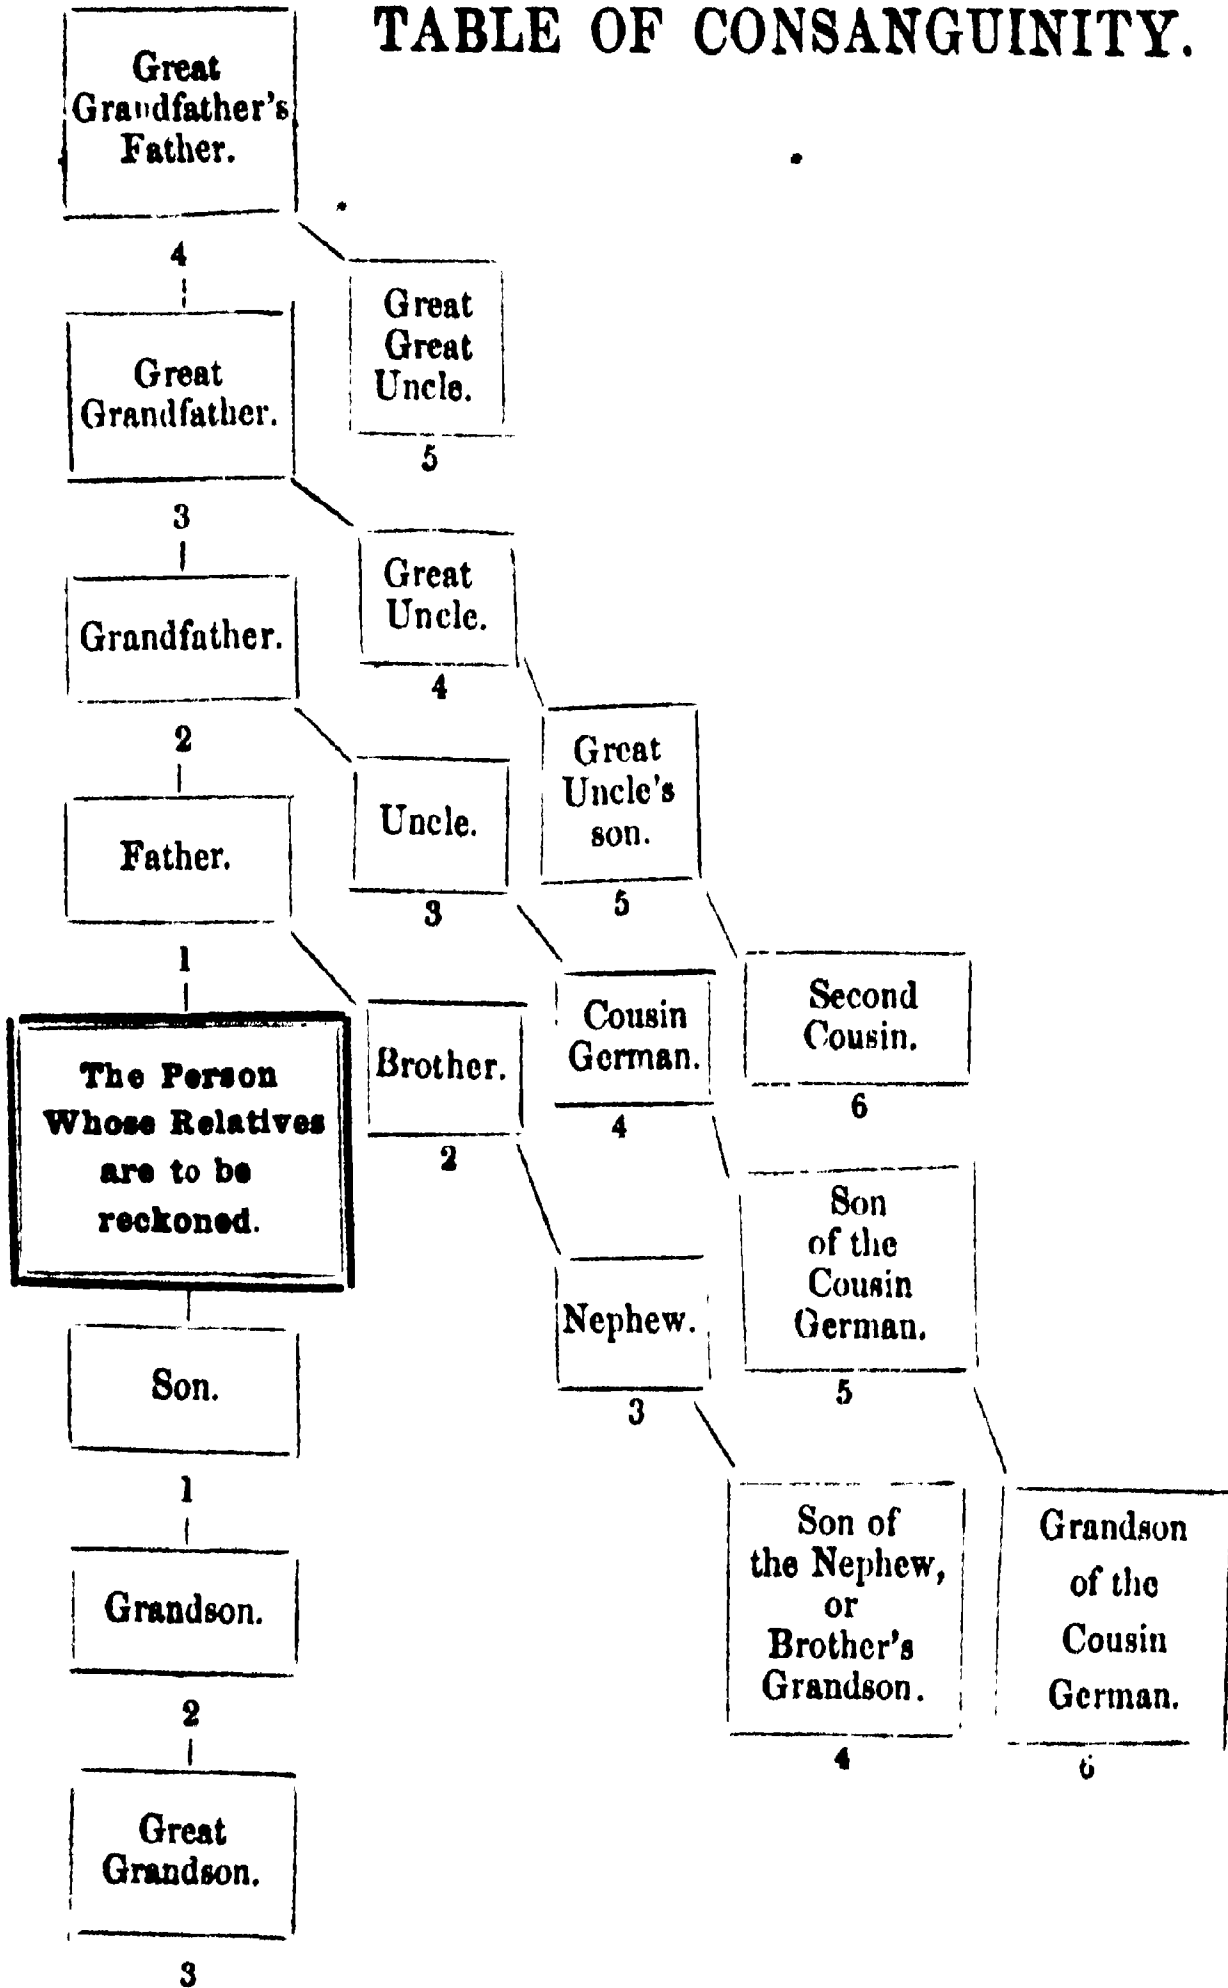 TABLE OF CONSANGUINITY.
Great
Grandfather's
Father.
4
Great
Great
Uncle.
5
Great
Grandfather.
3
Great
Uncle.
4
Grandfather.
2
Great
Uncle's
son.
5
Uncle.
3
Father.
1
Second
Cousin.
6
Cousin
German.
4
Brother.
2
The Person
Whose Relatives
are to be
reckoned.
Son
of the
Cousin
German.
5
Nephew.
3
Son.
1
Son of
the Nephew,
or
Brother's
Grandson.
4
Grandson
of the
Cousin
German.
6
Grandson.
2
Great
Grandson.
3